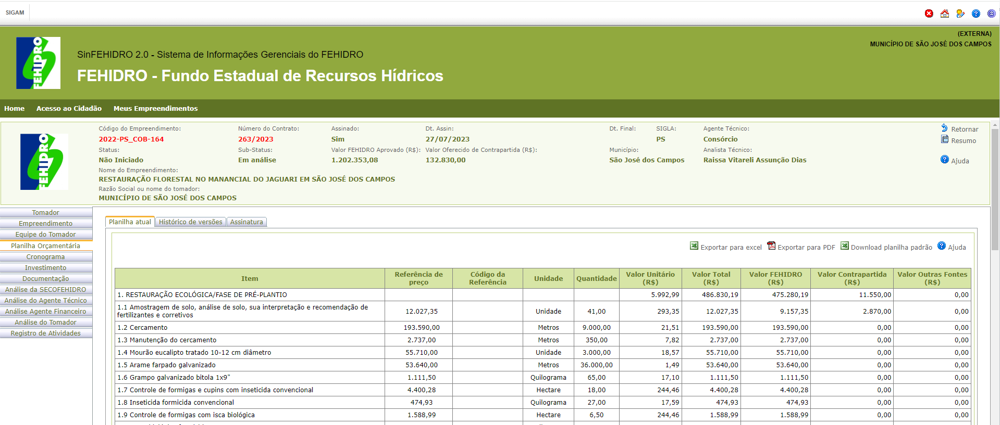 SIGAM
(EXTERNA)
MUNICÍPIO DE SÃO JOSÉ DOS CAMPOS
FEHIDRO
SinFEHIDRO 2.0 - Sistema de Informações Gerenciais do FEHIDRO
FEHIDRO - Fundo Estadual de Recursos Hídricos
Home Acesso ao Cidadão Meus Empreendimentos
FEHIDRO
Código do Empreendimento: Número do Contrato: Assinado: Dt. Assin: Dt. Final: SIGLA: Agente Técnico:
2022-PS_COB-164 263/2023 Sim 27/07/2023 PS Consórcio
Status: Sub-Status: Valor FEHIDRO Aprovado (R$): Valor Oferecido de Contrapartida (R$): Município: Analista Técnico:
Não Iniciado Em análise 1.202.353,08 132.830,00 São José dos Campos Raissa Vitareli Assunção Dias
Nome do Empreendimento:
RESTAURAÇÃO FLORESTAL NO MANANCIAL DO JAGUARI EM SÃO JOSÉ DOS CAMPOS
Razão Social ou nome do tomador:
MUNICÍPIO DE SÃO JOSÉ DOS CAMPOS
Retornar
Resumo
Ajuda
Tomador
Empreendimento
Equipe do Tomador
Planilha Orçamentária
Cronograma
Investimento
Documentação
Análise da SECOFEHIDRO
Análise do Agente Técnico
Análise Agente Financeiro
Análise do Tomador
Registro de Atividades
Planilha atual Histórico de versões Assinatura
Exportar para excel Exportar para PDF Download planilha padrão Ajuda
Item Referência de preço Código da Referência Unidade Quantidade Valor Unitário (R$) Valor Total (R$) Valor FEHIDRO (R$) Valor Contrapartida (R$) Valor Outras Fontes (R$)
1. RESTAURAÇÃO ECOLÓGICA/FASE DE PRÉ-PLANTIO 5.992,99 486.830,19 475.280,19 11.550,00 0,00
1.1 Amostragem de solo, análise de solo, sua interpretação e recomendação de
fertilizantes e corretivos 12.027,35 Unidade 41,00 293,35 12.027,35 9.157,35 2.870,00 0,00
1.2 Cercamento 193.590,00 Metros 9.000,00 21,51 193.590,00 193.590,00 0,00 0,00
1.3 Manutenção do cercamento 2.737,00 Metros 350,00 7,82 2.737,00 2.737,00 0,00 0,00
1.4 Mourão eucalipto tratado 10-12 cm diâmetro 55.710,00 Unidade 3.000,00 18,57 55.710,00 55.710,00 0,00 0,00
1.5 Arame farpado galvanizado 53.640,00 Metros 36.000,00 1,49 53.640,00 53.640,00 0,00 0,00
1.6 Grampo galvanizado bitola 1x9" 1.111,50 Quilograma 65,00 17,10 1.111,50 1.111,50 0,00 0,00
1.7 Controle de formigas e cupins com inseticida convencional 4.400,28 Hectare 18,00 244,46 4.400,28 4.400,28 0,00 0,00
1.8 Inseticida formicida convencional 474,93 Quilograma 27,00 17,59 474,93 474,93 0,00 0,00
1.9 Controle de formigas com isca biológica 1.588,99 Hectare 6,50 244,46 1.588,99 1.588,99 0,00 0,00